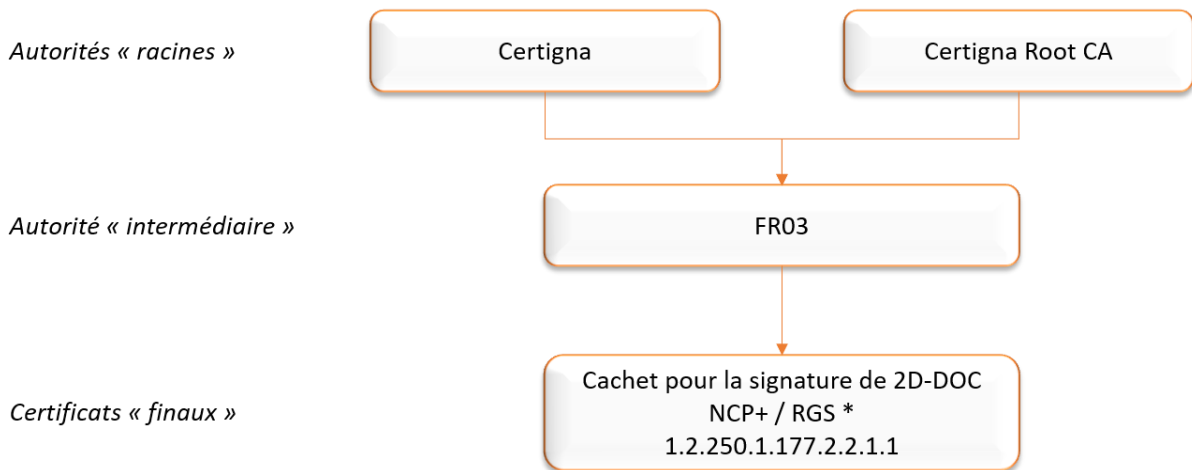 Autorités « racines »
Certigna
Certigna Root CA
Autorité « intermédiaire »
FR03
Certificats « finaux »
Cachet pour la signature de 2D-DOC
NCP+ / RGS *
1.2.250.1.177.2.2.1.1